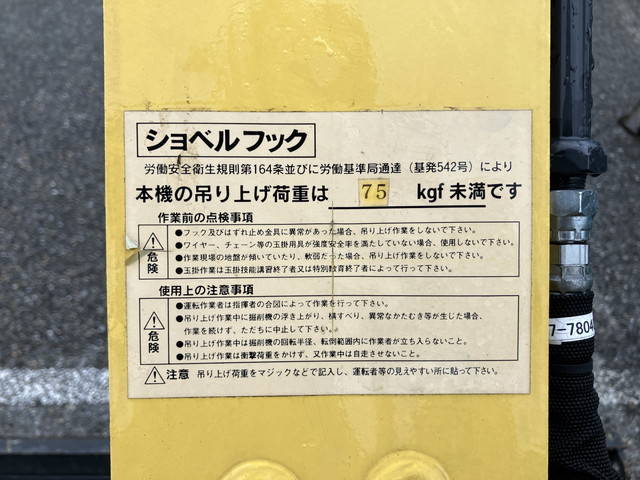 ショベルフック
労働安全衛生規則第164条並びに労働基準局通達（基発542号）により
本機の吊り上げ荷重は 75 kgf 未満です
作業前の点検事項
危険
●フック及びはずれ止め金具に異常があった場合、吊り上げ作業をしないで下さい。
●ワイヤー、チェーン等の玉掛用具が強度安全率を満たしていない場合、使用しないで下さい。
●作業現場の地盤が傾いていたり、軟弱だった場合、吊り上げ作業をしないで下さい。
●玉掛作業は玉掛技能講習終了者又は特別教育終了者によって行って下さい。
使用上の注意事項
危険
●運転作業者は指揮者の合図によって作業を行って下さい。
●吊り上げ作業中に掘削機の浮き上がり、横すべり、異常なかたむき等が生じた場合、
作業を続けず、ただちに中止して下さい。
●吊り上げ作業中は掘削機の回転半径、転倒範囲内に作業者が立ち入らないこと。
●吊り上げ作業は衝撃荷重をかけず、又作業中は自走させないこと。
注意 吊り上げ荷重をマジックなどで記入し、運転者等の見えやすい所に貼って下さい。
7-7804